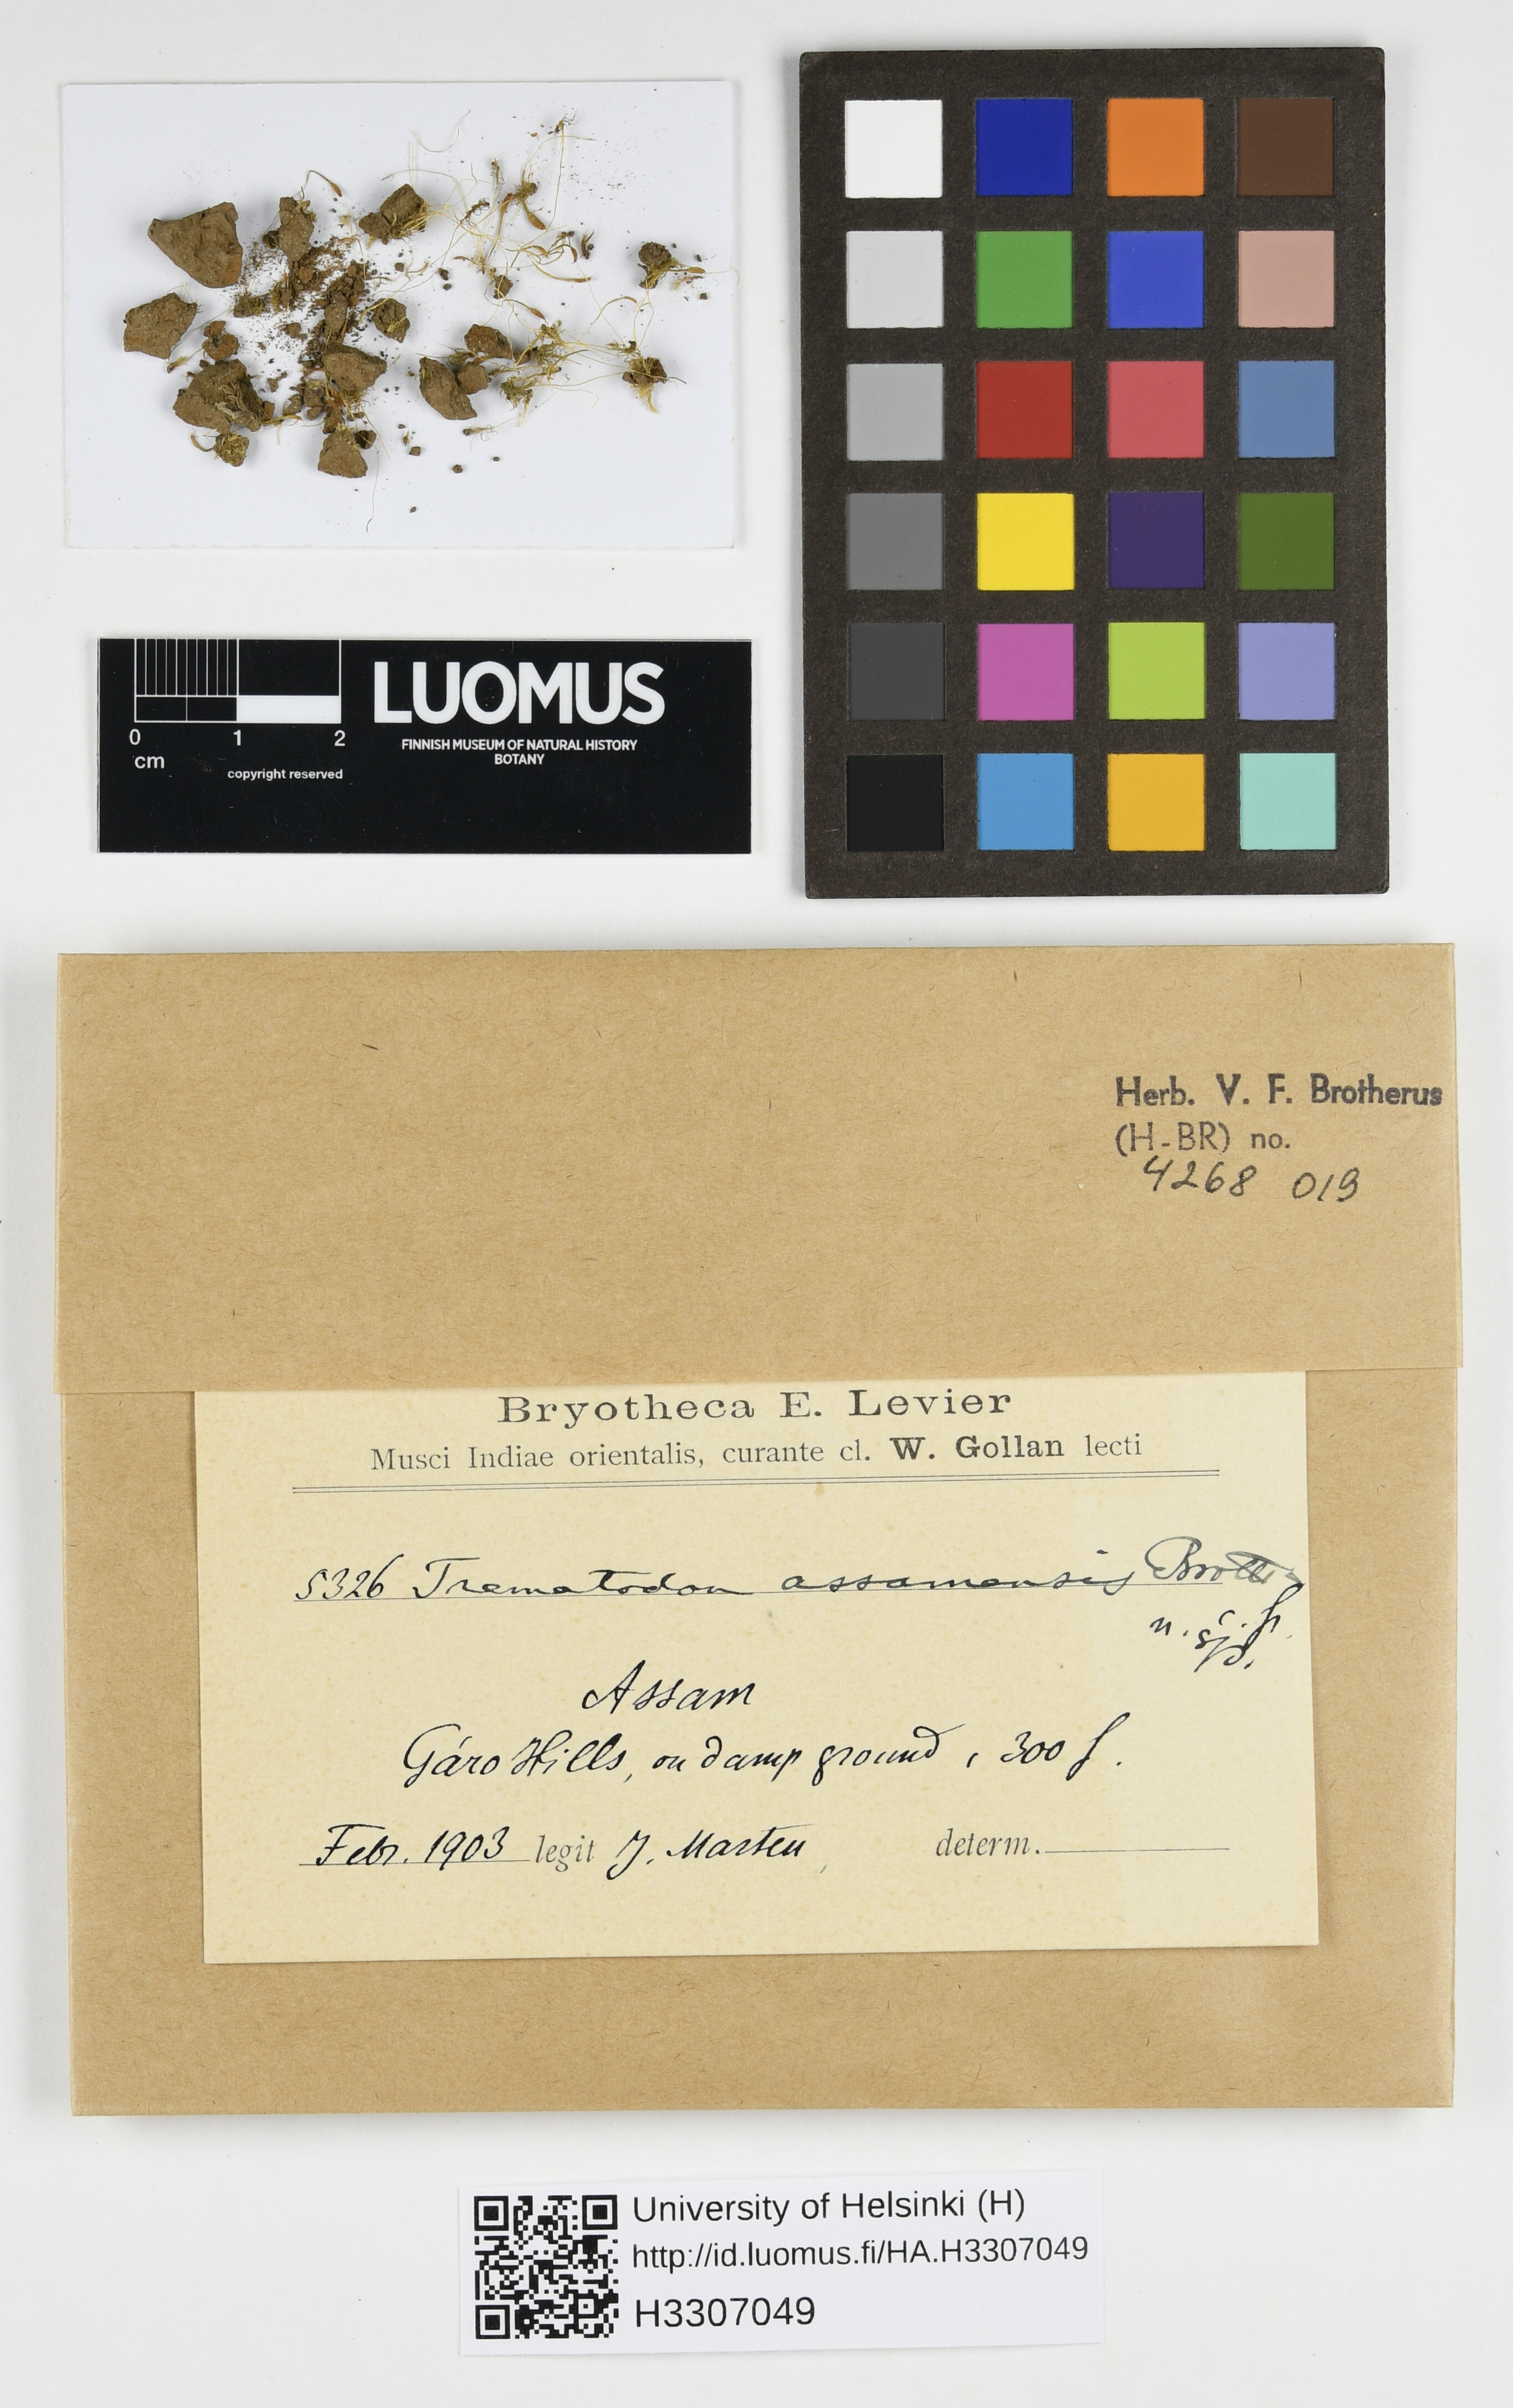 LUOMUS
0 1 2
cm
FINNISH MUSEUM OF NATURAL HISTORY
BOTANY
copyright reserved
Herb. V. F. Brotherus
(H-BR) no.
4268 019
Bryotheca E. Levier
Musci Indiae orientalis, curante cl. W. Gollan lecti
5326 Trematodon assamensis Broth.
n. sp. c. fr.
Assam
Gáro Hills, on damp ground, 300 f.
Febr. 1903 legit J. Marten, determ.
University of Helsinki (H)
http://id.luomus.fi/HA.H3307049
H3307049